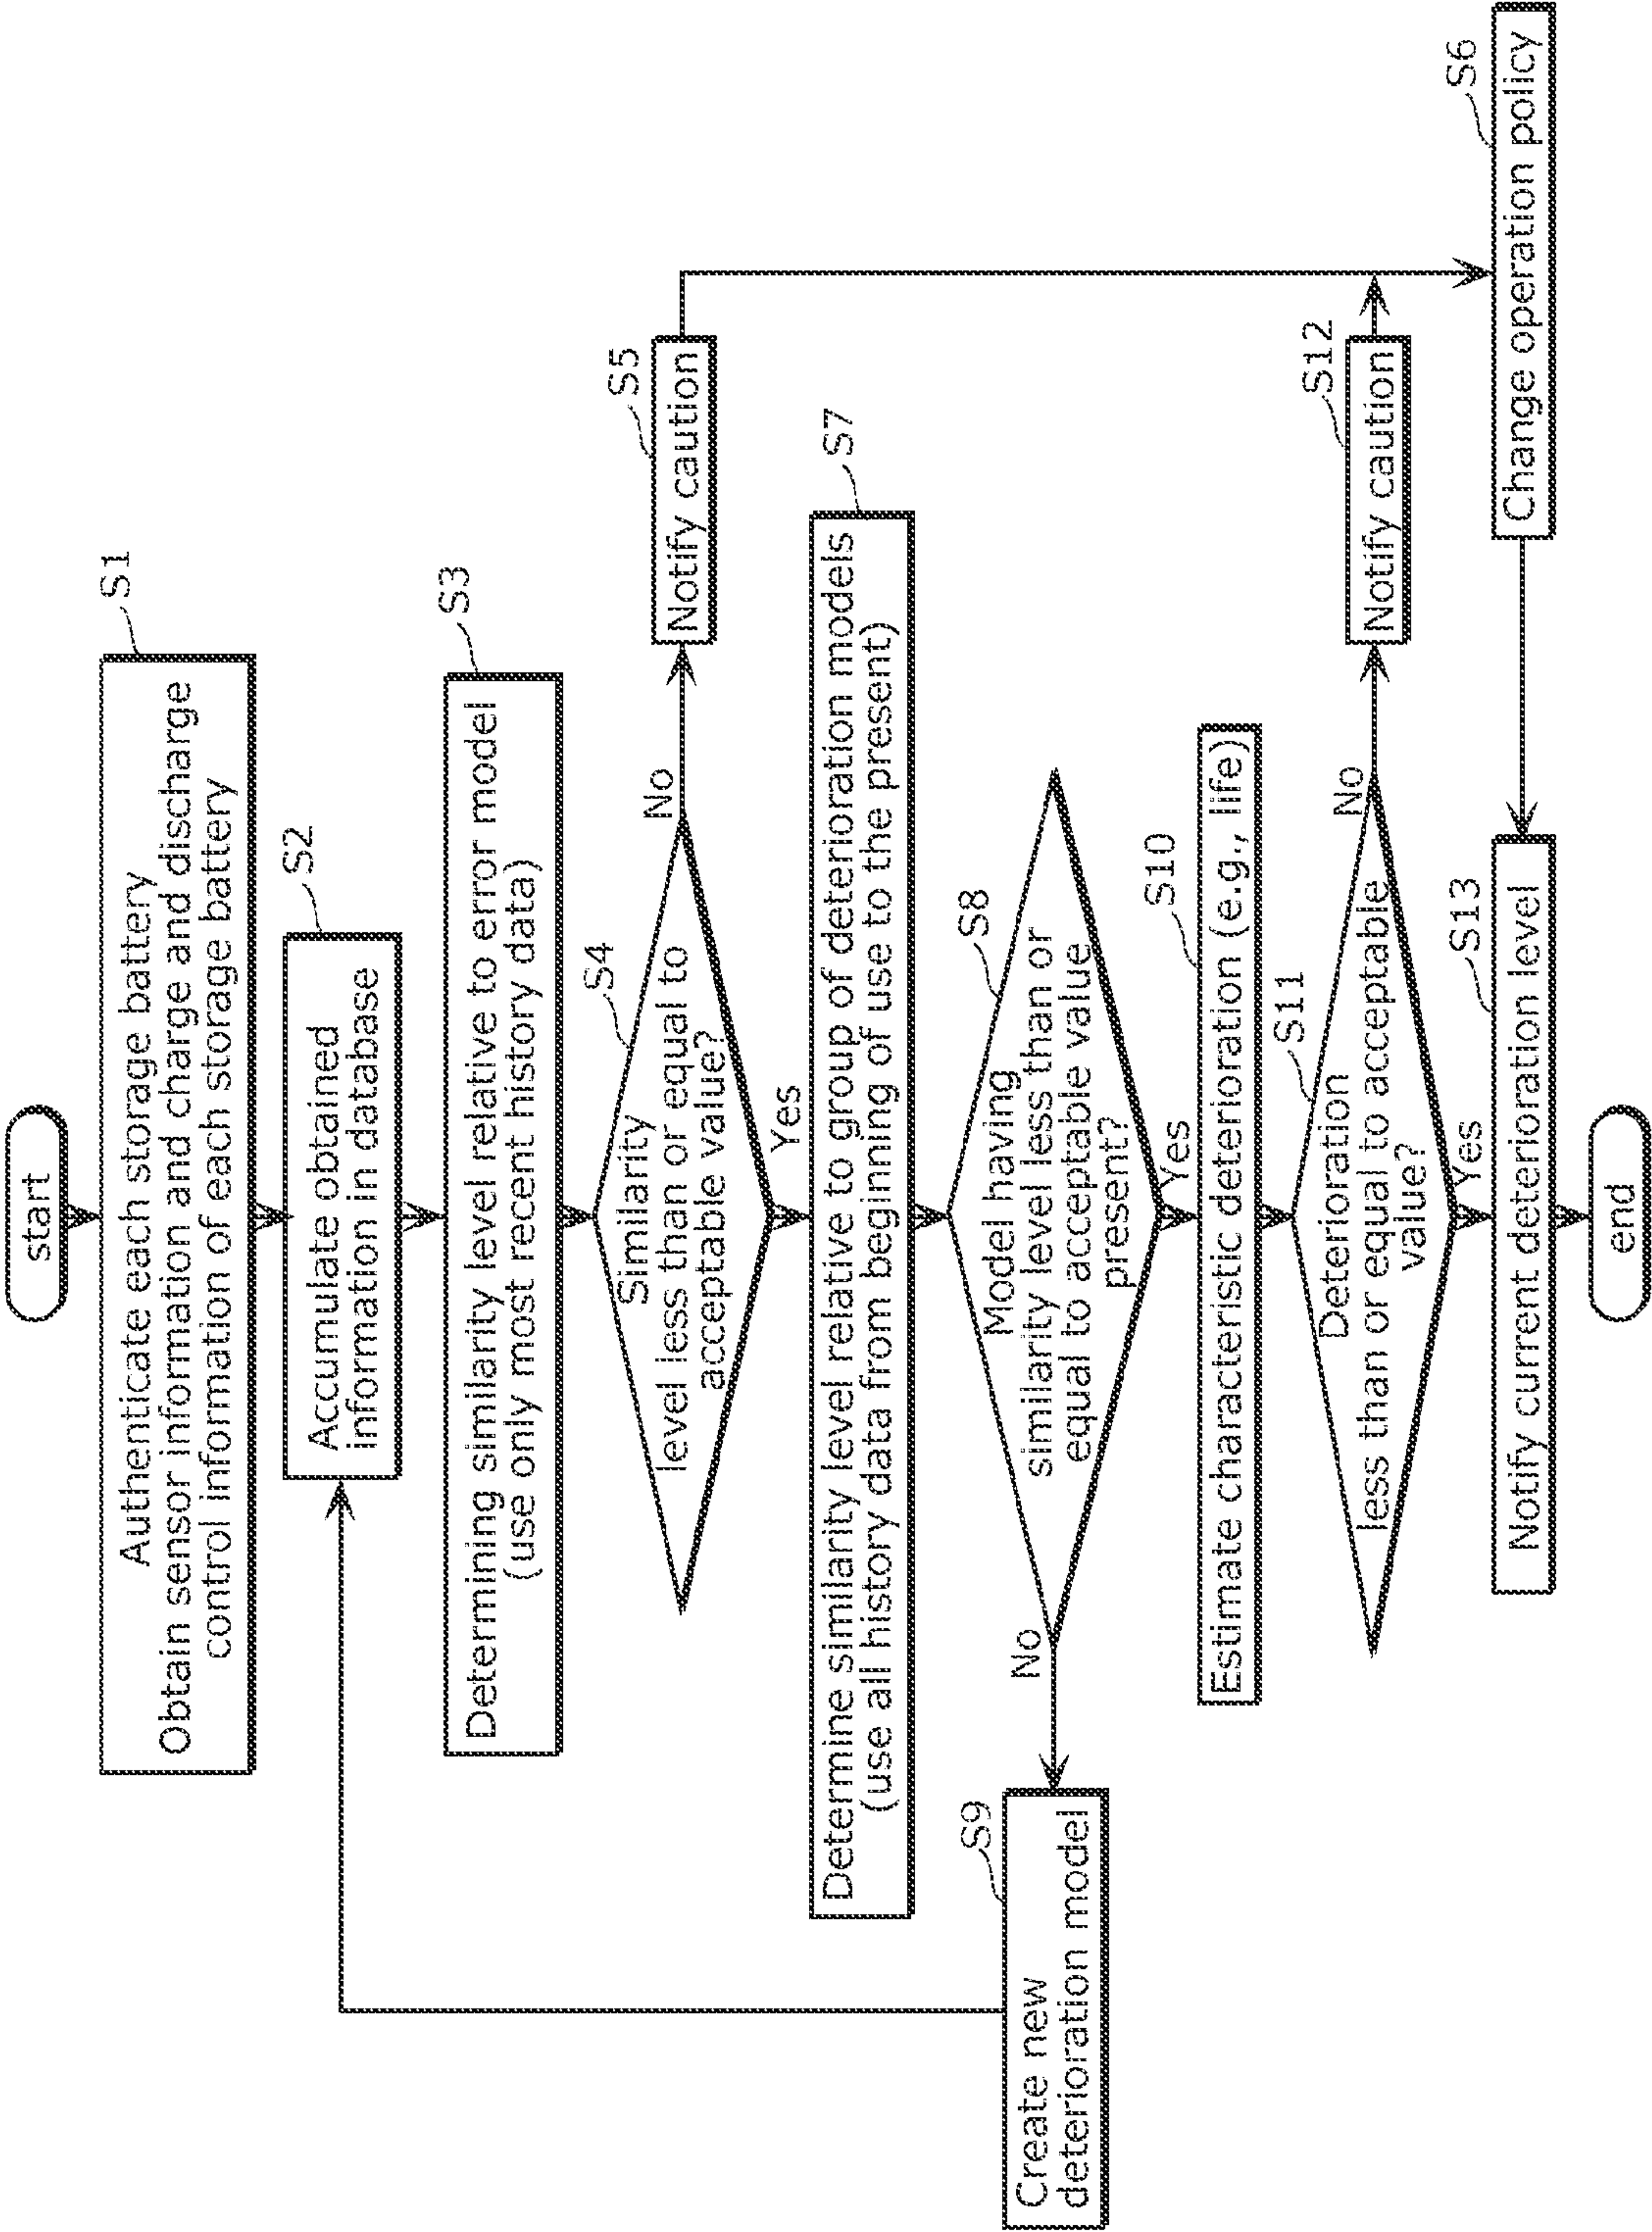 start
S1
Authenticate each storage battery
Obtain sensor information and charge and discharge
control information of each storage battery
S2
Accumulate obtained
information in database
S3
Determining similarity level relative to error model
(use only most recent history data)
S4
Similarity
level less than or equal to
acceptable value?
No
S5
Notify caution
Yes
S7
Determine similarity level relative to group of deterioration models
(use all history data from beginning of use to the present)
S8
Model having
similarity level less than or
equal to acceptable value
present?
No
S9
Create new
deterioration model
Yes
S10
Estimate characteristic deterioration (e.g., life)
S11
Deterioration
less than or equal to acceptable
value?
No
S12
Notify caution
Yes
S6
Change operation policy
S13
Notify current deterioration level
end